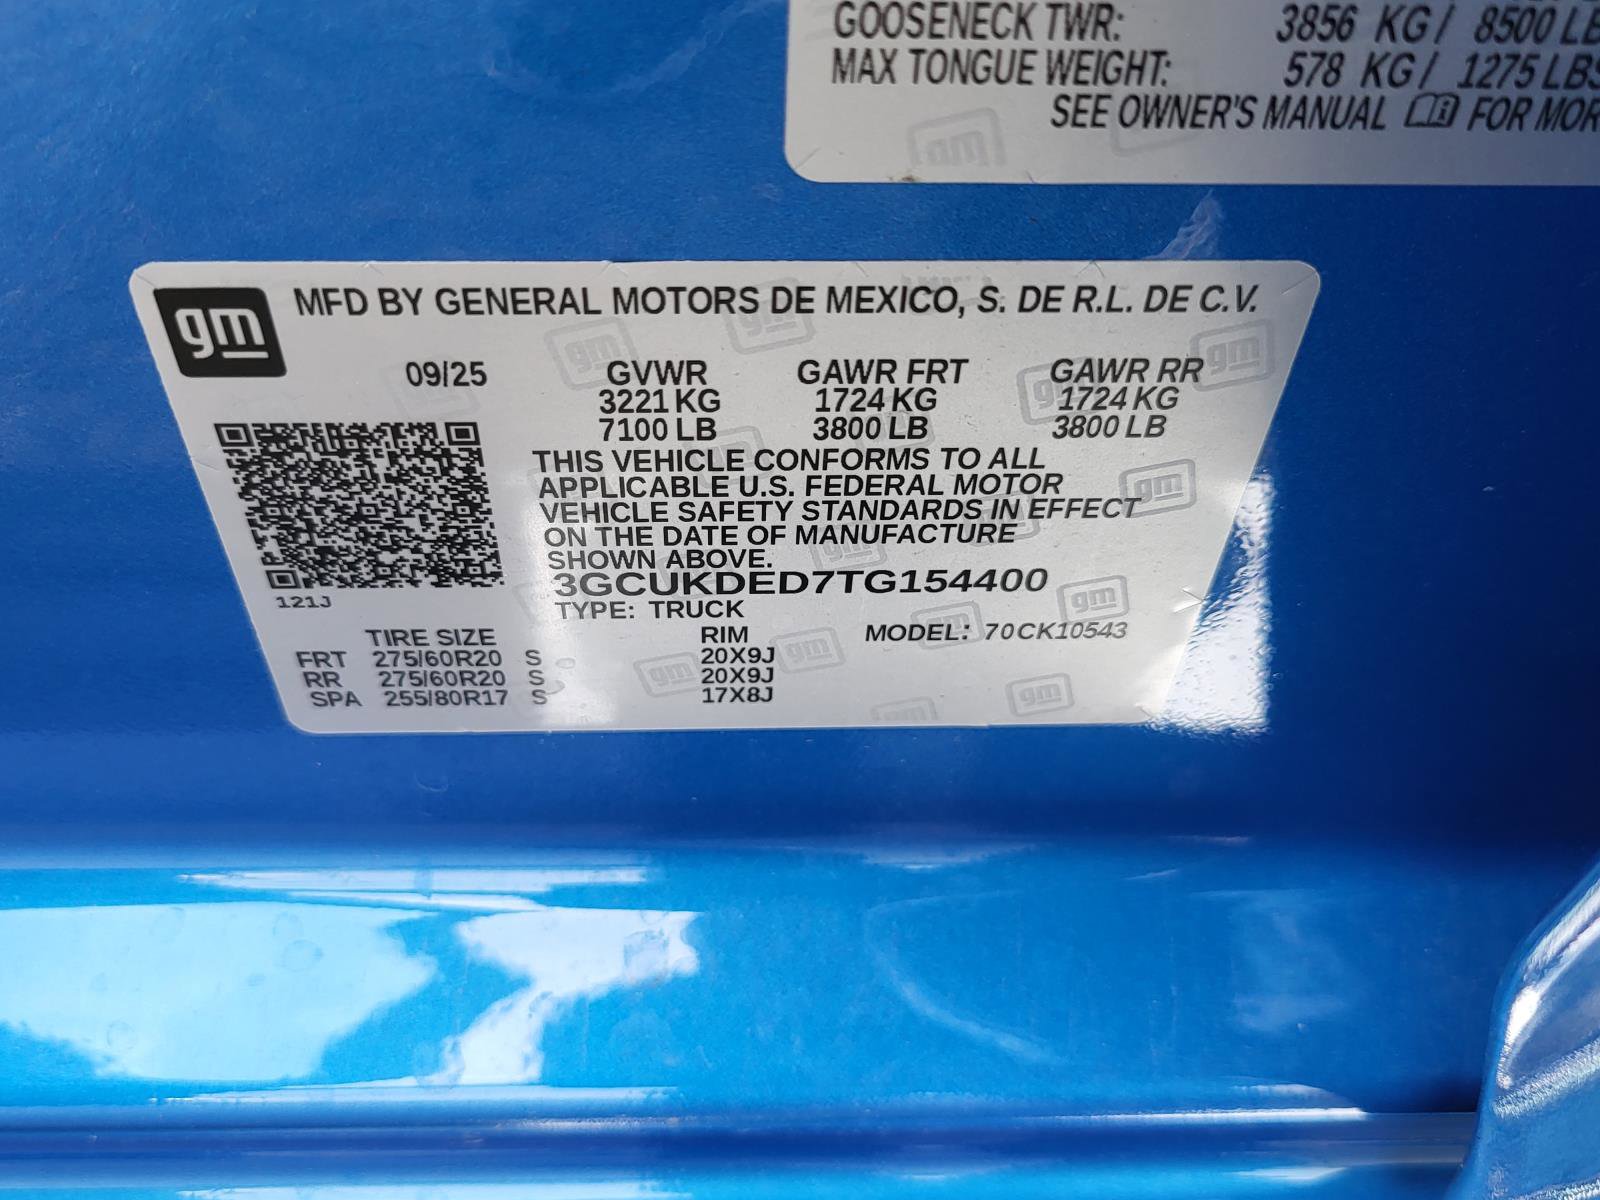 GOOSENECK TWR: 3856 KG/ 8500 LB
MAX TONGUE WEIGHT: 578 KG/ 1275 LBS
SEE OWNER'S MANUAL FOR MOR
gm
MFD BY GENERAL MOTORS DE MEXICO, S. DE R.L. DE C.V.
09/25 GVWR GAWR FRT GAWR RR
3221 KG 1724 KG 1724 KG
7100 LB 3800 LB 3800 LB
THIS VEHICLE CONFORMS TO ALL
APPLICABLE U.S. FEDERAL MOTOR
VEHICLE SAFETY STANDARDS IN EFFECT
ON THE DATE OF MANUFACTURE
SHOWN ABOVE.
3GCUKDED7TG154400
121J
TYPE: TRUCK
TIRE SIZE RIM MODEL: 70CK10543
FRT 275/60R20 S 20X9J
RR 275/60R20 S 20X9J
SPA 255/80R17 S 17X8J